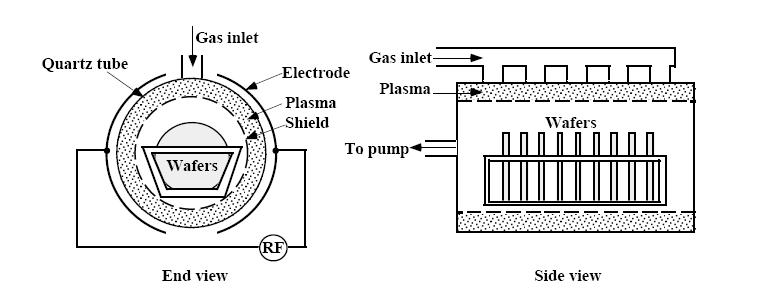 Gas inlet
Quartz tube
Electrode
Plasma
Shield
Wafers
RF
End view
Gas inlet
Plasma
Wafers
To pump
Side view